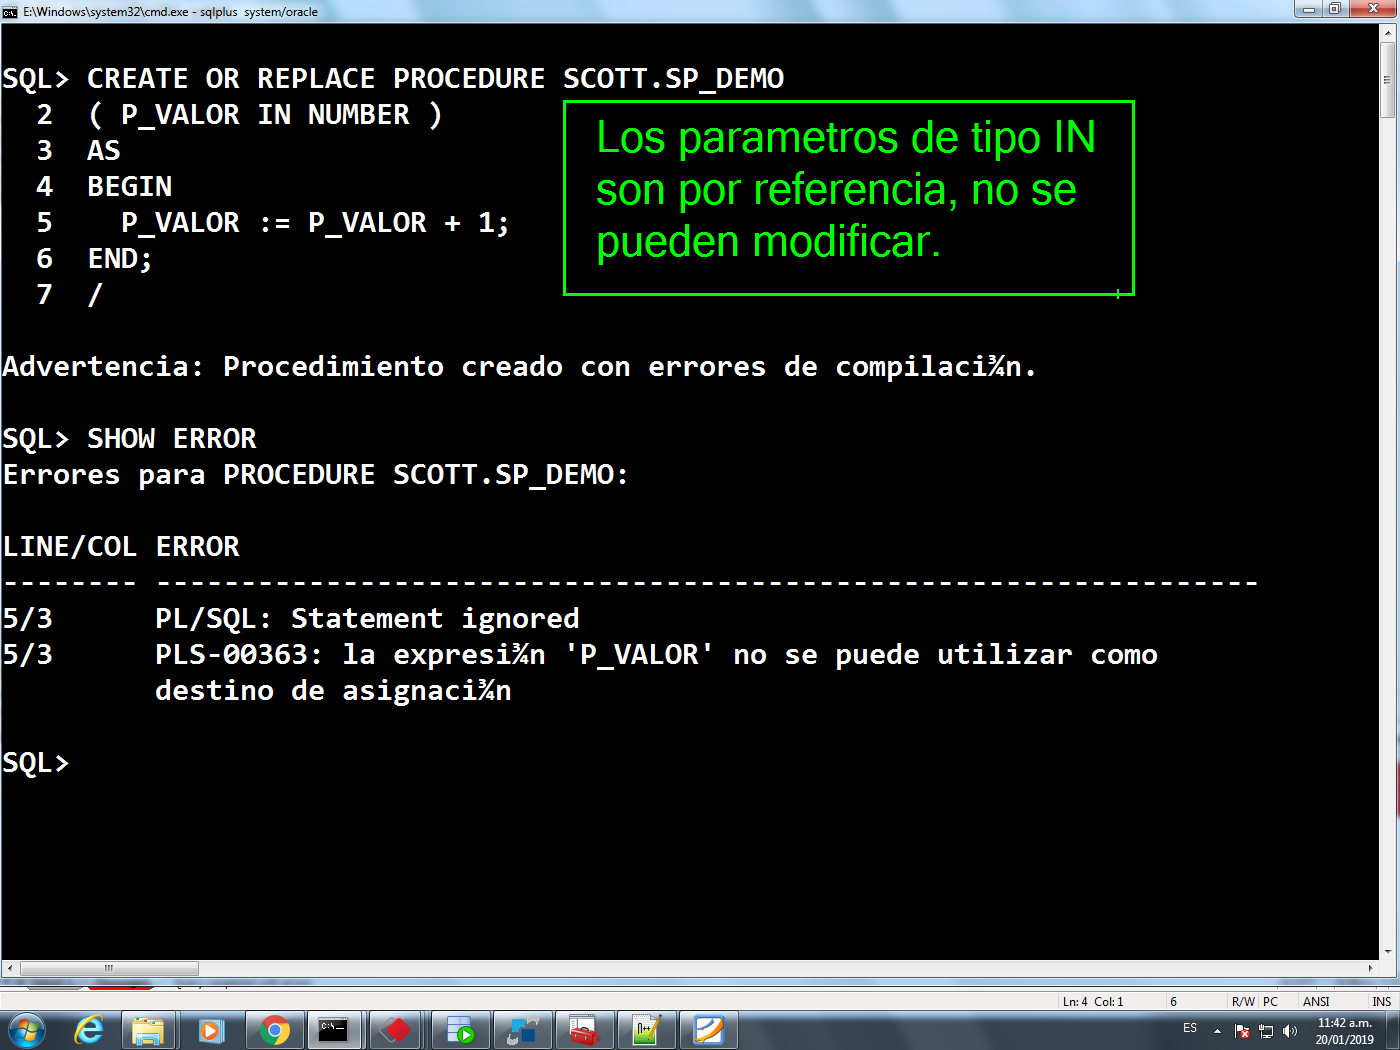 E:\Windows\system32\cmd.exe - sqlplus  system/oracle
SQL> CREATE OR REPLACE PROCEDURE SCOTT.SP_DEMO
  2  ( P_VALOR IN NUMBER )
  3  AS
  4  BEGIN
  5    P_VALOR := P_VALOR + 1;
  6  END;
  7  /
Los parametros de tipo IN
son por referencia, no se
pueden modificar.
Advertencia: Procedimiento creado con errores de compilaci¾n.
SQL> SHOW ERROR
Errores para PROCEDURE SCOTT.SP_DEMO:
LINE/COL ERROR
-------- -----------------------------------------------------------------
5/3      PL/SQL: Statement ignored
5/3      PLS-00363: la expresi¾n 'P_VALOR' no se puede utilizar como
         destino de asignaci¾n
SQL>
Ln: 4  Col: 1  6  R/W  PC  ANSI  INS
ES
11:42 a.m.
20/01/2019